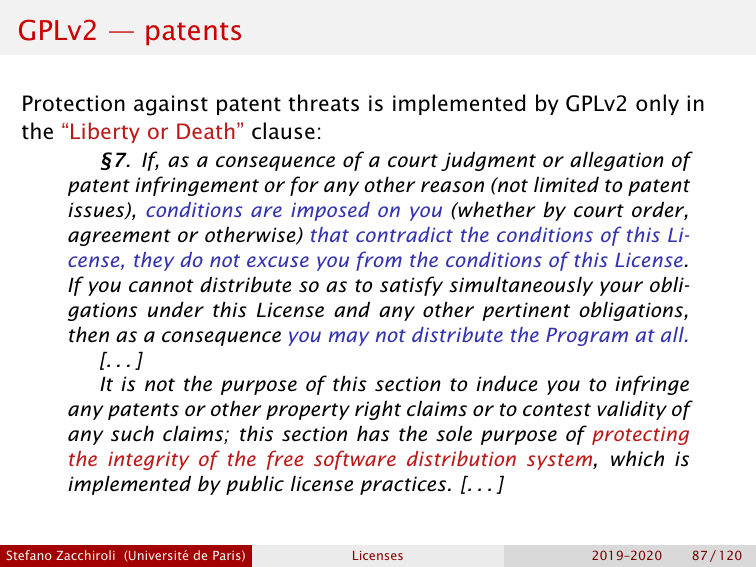 GPLv2 — patents
Protection against patent threats is implemented by GPLv2 only in
the “Liberty or Death” clause:
§7. If, as a consequence of a court judgment or allegation of
patent infringement or for any other reason (not limited to patent
issues), conditions are imposed on you (whether by court order,
agreement or otherwise) that contradict the conditions of this Li-
cense, they do not excuse you from the conditions of this License.
If you cannot distribute so as to satisfy simultaneously your obli-
gations under this License and any other pertinent obligations,
then as a consequence you may not distribute the Program at all.
[...]
It is not the purpose of this section to induce you to infringe
any patents or other property right claims or to contest validity of
any such claims; this section has the sole purpose of protecting
the integrity of the free software distribution system, which is
implemented by public license practices. [...]
Stefano Zacchiroli (Université de Paris) Licenses 2019–2020 87 / 120